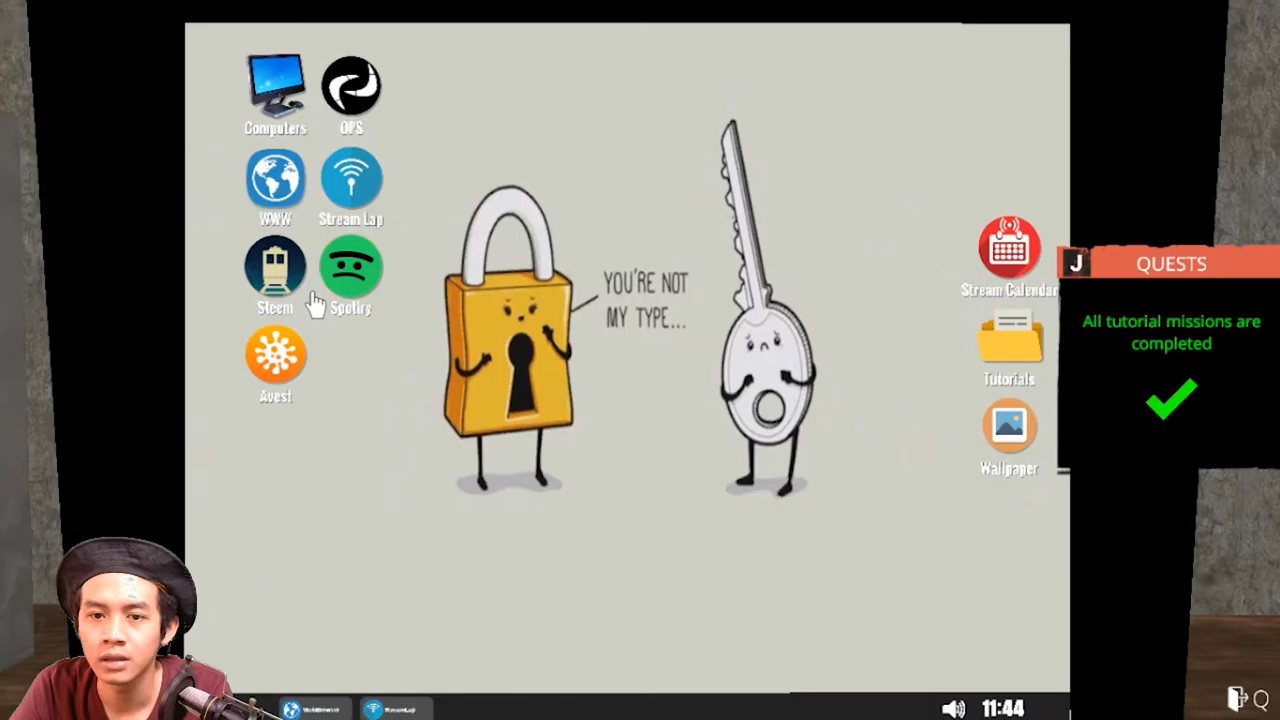 Computers
OPS
WWW
Stream Lap
Steem
Spotiry
Avest
YOU'RE NOT
MY TYPE...
Stream Calendar
Tutorials
Wallpaper
J
QUESTS
All tutorial missions are
completed
StreamLap
11:44
Q